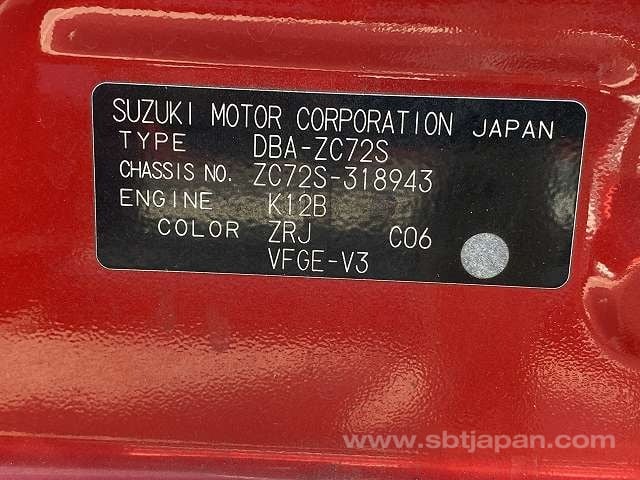 SUZUKI MOTOR CORPORATION JAPAN
TYPE DBA-ZC72S
CHASSIS NO. ZC72S-318943
ENGINE K12B
COLOR ZRJ C06
VFGE-V3
www.sbtjapan.com